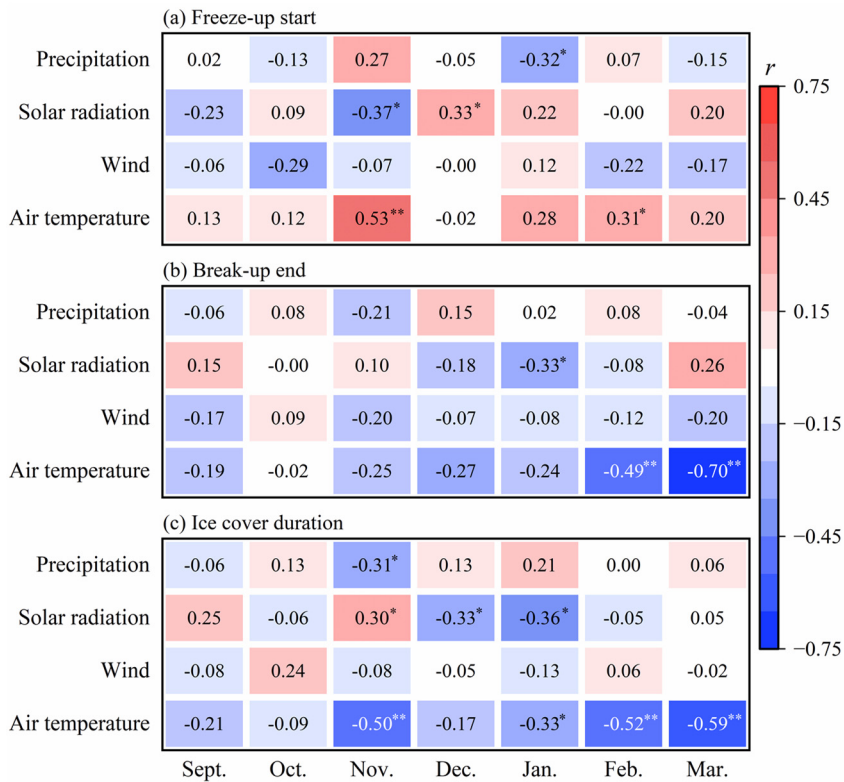 (a) Freeze-up start
Precipitation 0.02 -0.13 0.27 -0.05 -0.32* 0.07 -0.15
Solar radiation -0.23 0.09 -0.37* 0.33* 0.22 -0.00 0.20
Wind -0.06 -0.29 -0.07 -0.00 0.12 -0.22 -0.17
Air temperature 0.13 0.12 0.53** -0.02 0.28 0.31* 0.20
(b) Break-up end
Precipitation -0.06 0.08 -0.21 0.15 0.02 0.08 -0.04
Solar radiation 0.15 -0.00 0.10 -0.18 -0.33* -0.08 0.26
Wind -0.17 0.09 -0.20 -0.07 -0.08 -0.12 -0.20
Air temperature -0.19 -0.02 -0.25 -0.27 -0.24 -0.49** -0.70**
(c) Ice cover duration
Precipitation -0.06 0.13 -0.31* 0.13 0.21 0.00 0.06
Solar radiation 0.25 -0.06 0.30* -0.33* -0.36* -0.05 0.05
Wind -0.08 0.24 -0.08 -0.05 -0.13 0.06 -0.02
Air temperature -0.21 -0.09 -0.50** -0.17 -0.33* -0.52** -0.59**
Sept. Oct. Nov. Dec. Jan. Feb. Mar.
r
0.75
0.45
0.15
−0.15
−0.45
−0.75